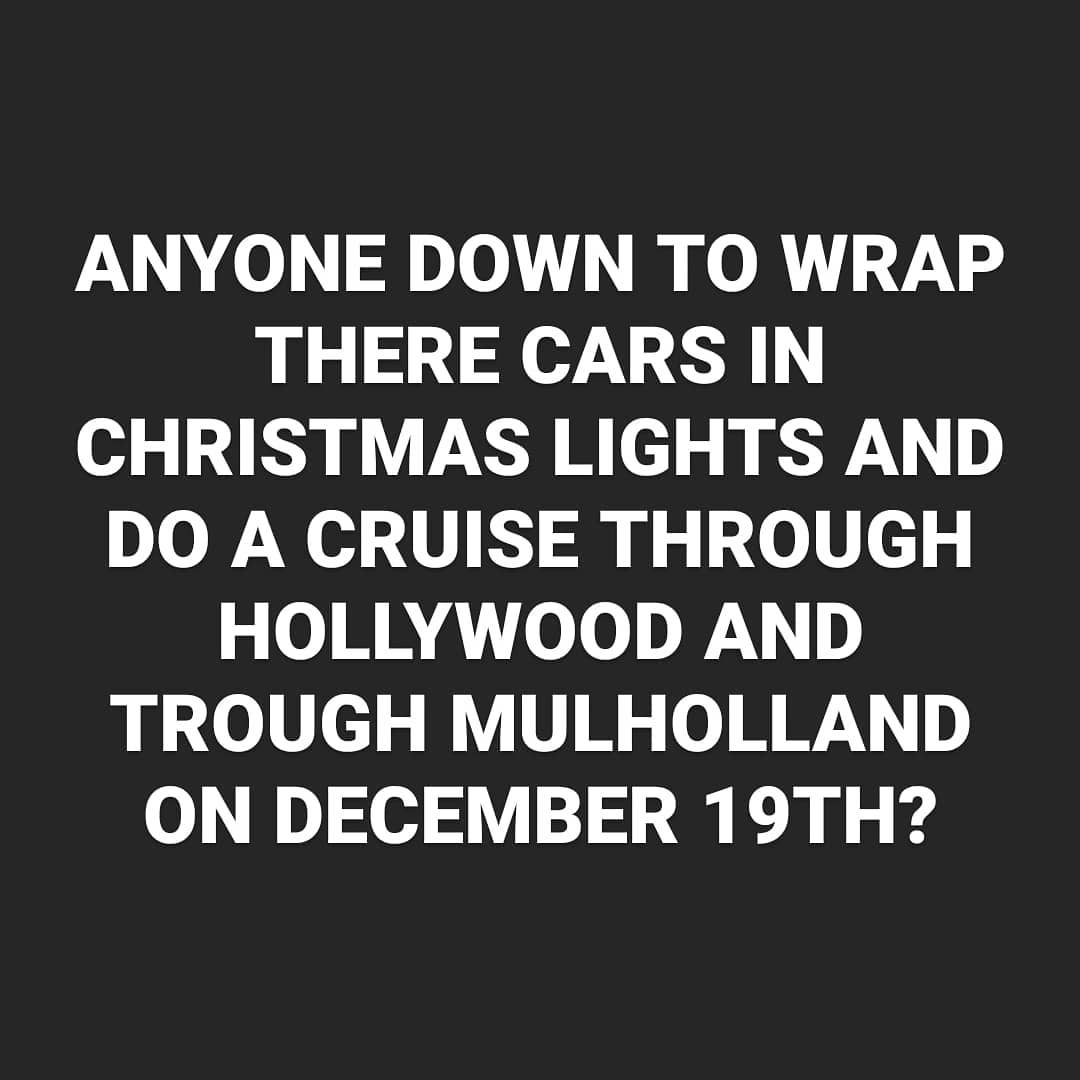 ANYONE DOWN TO WRAP
THERE CARS IN
CHRISTMAS LIGHTS AND
DO A CRUISE THROUGH
HOLLYWOOD AND
TROUGH MULHOLLAND
ON DECEMBER 19TH?